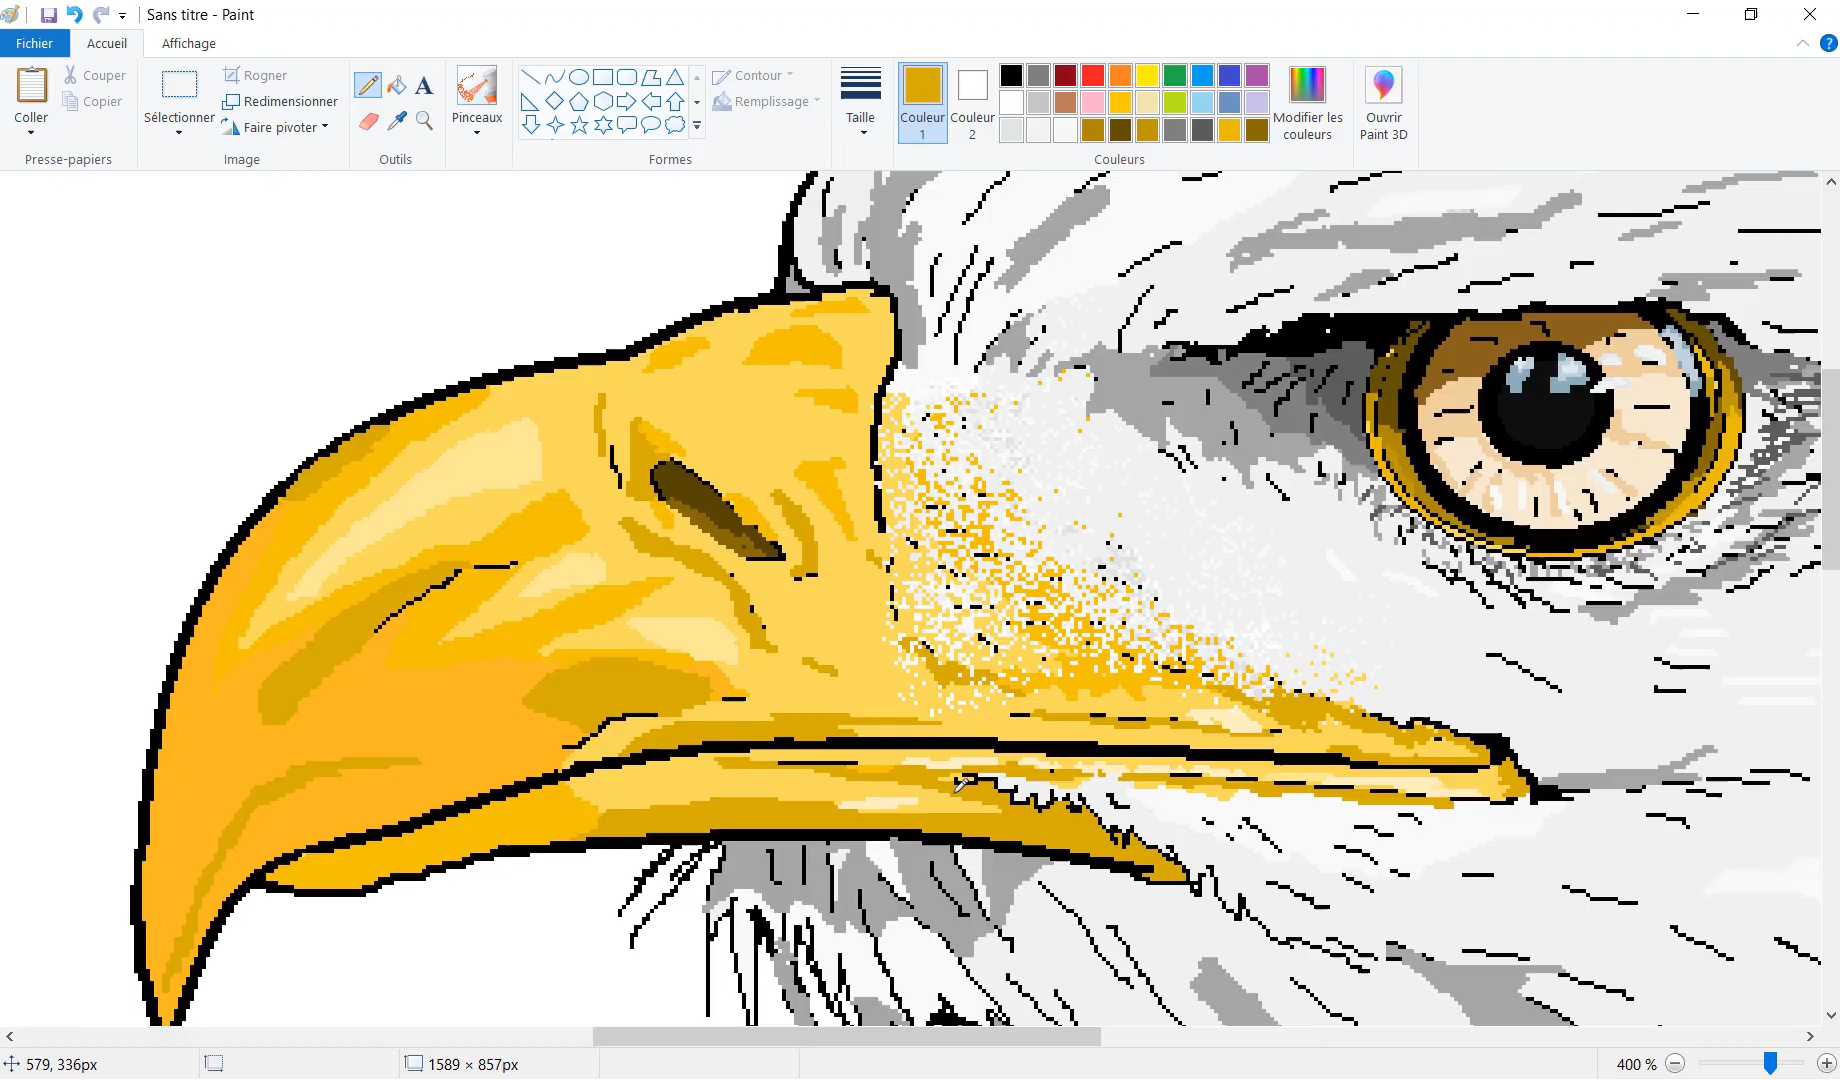 Sans titre - Paint
Fichier
Accueil
Affichage
Coller
Couper
Copier
Presse-papiers
Sélectionner
Rogner
Redimensionner
Faire pivoter
Image
A
Outils
Pinceaux
Formes
Contour
Remplissage
Taille
Couleur
1
Couleur
2
Couleurs
Modifier les
couleurs
Ouvrir
Paint 3D
?
579, 336px
1589 × 857px
400 %